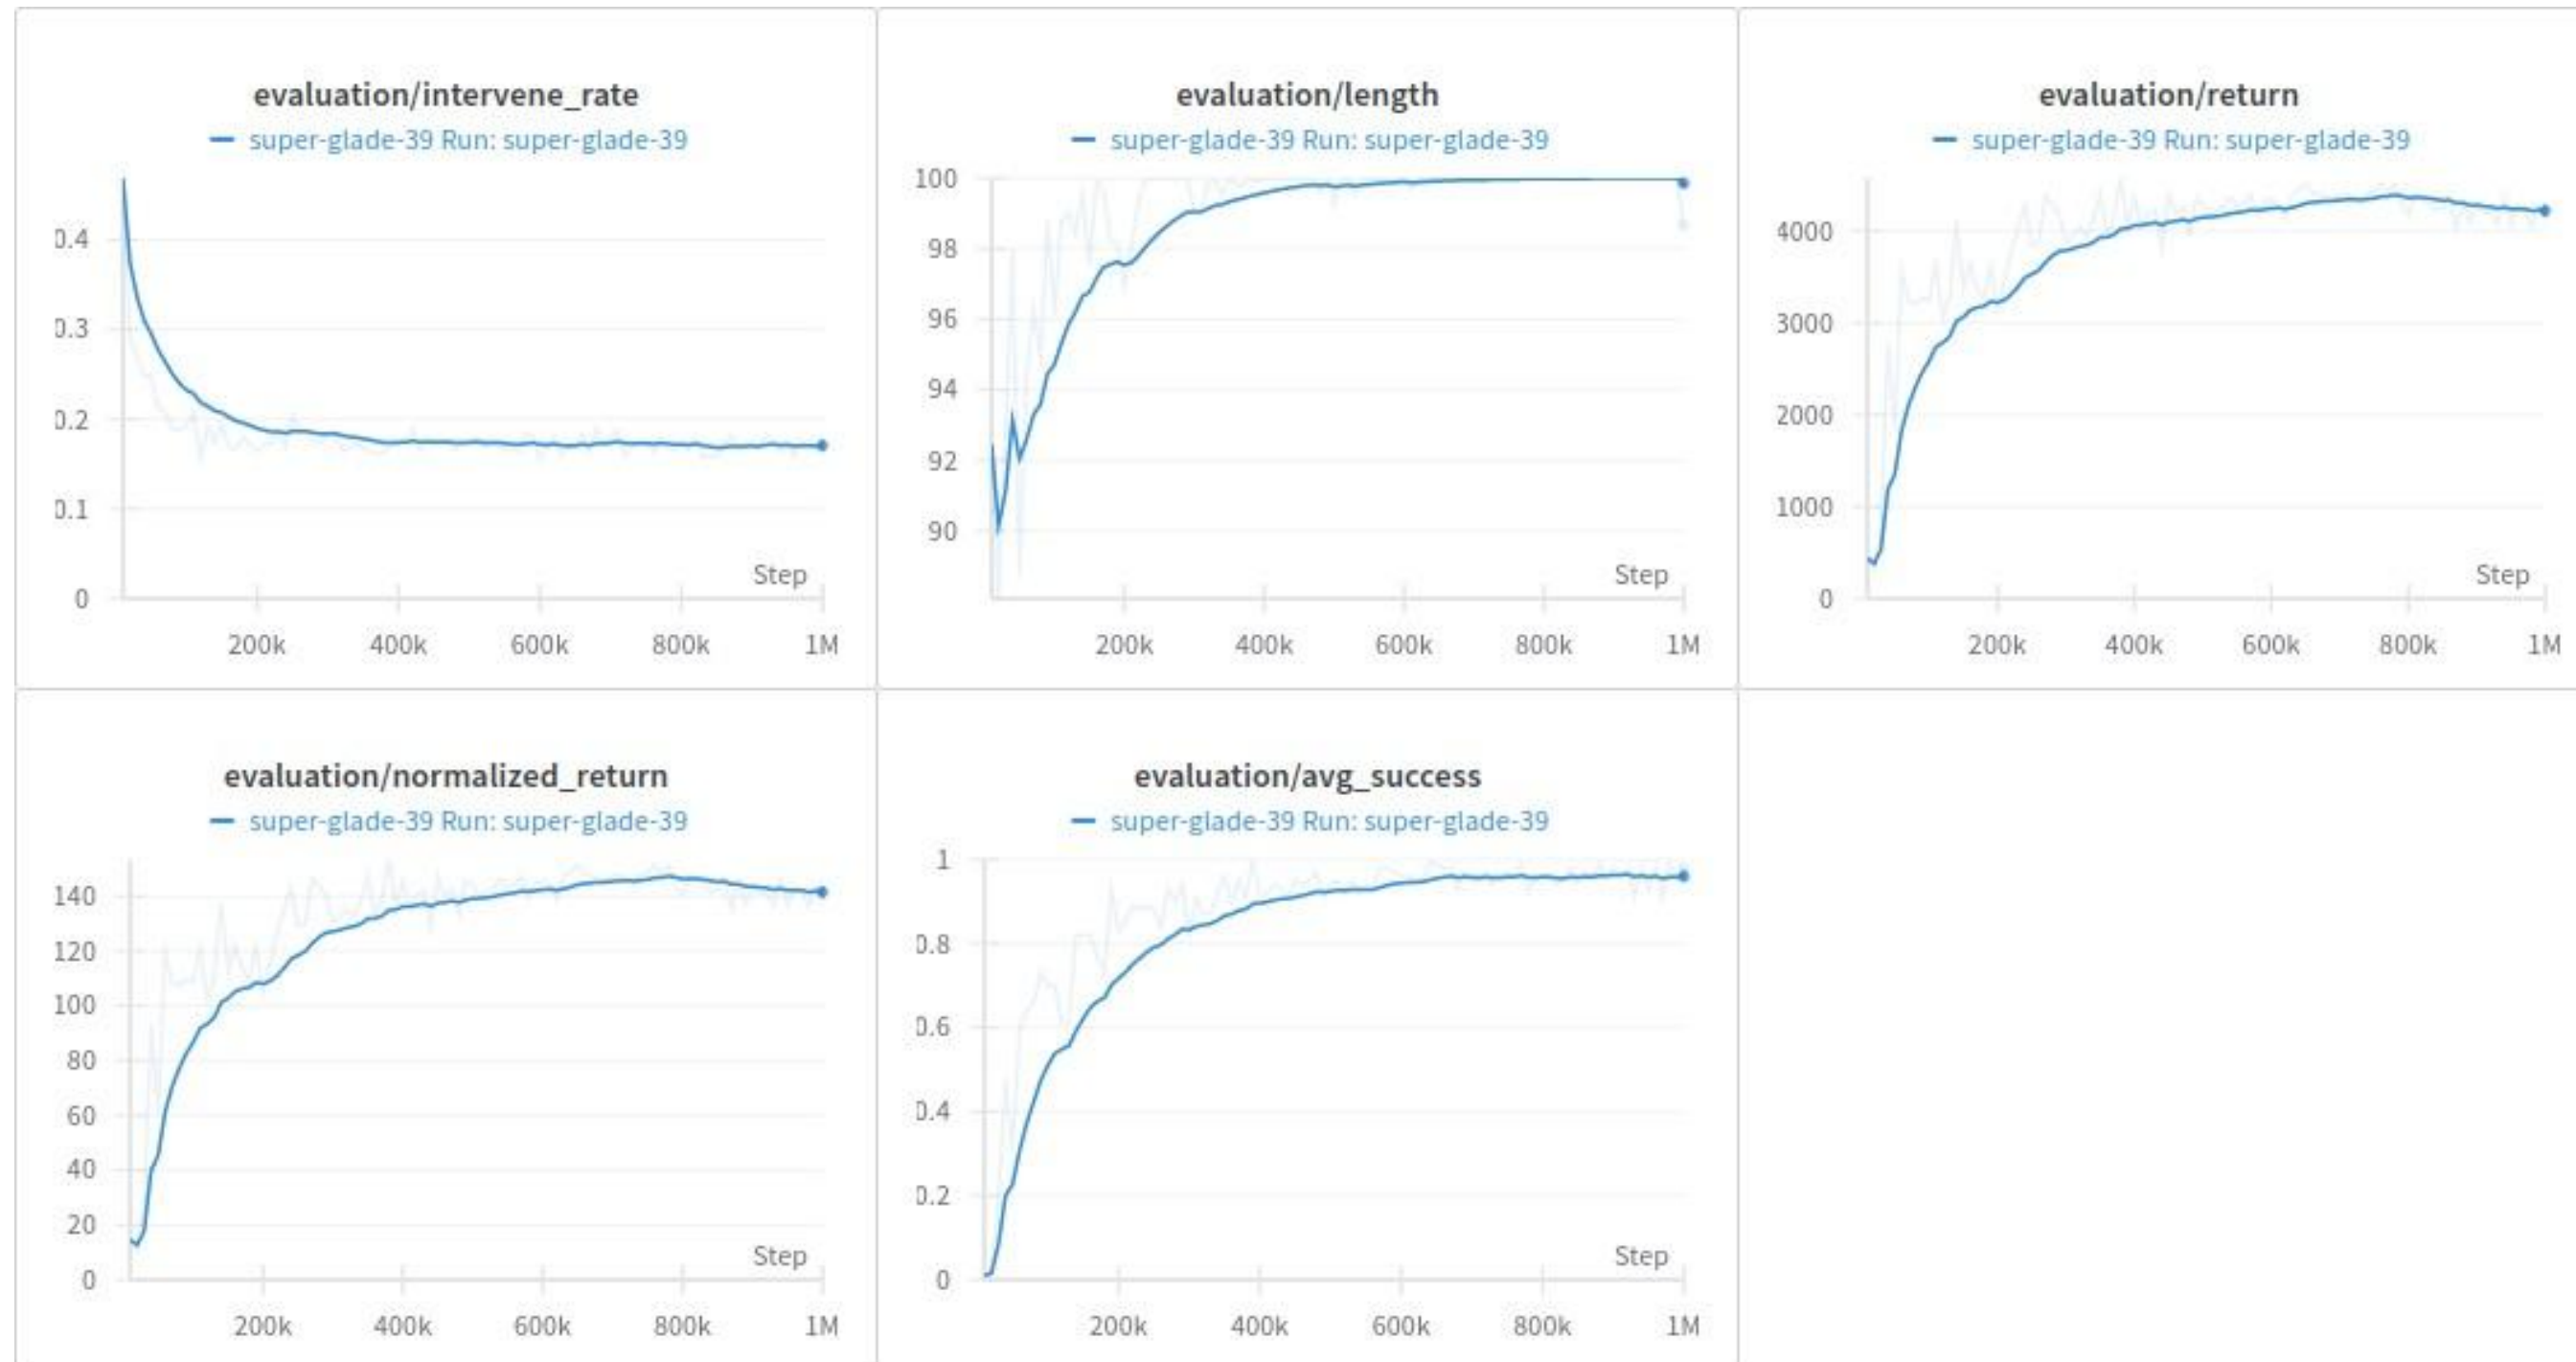 evaluation/intervene_rate
super-glade-39 Run: super-glade-39
0.4
0.3
0.2
0.1
0
Step
200k 400k 600k 800k 1M
evaluation/length
super-glade-39 Run: super-glade-39
100
98
96
94
92
90
Step
200k 400k 600k 800k 1M
evaluation/return
super-glade-39 Run: super-glade-39
4000
3000
2000
1000
0
Step
200k 400k 600k 800k 1M
evaluation/normalized_return
super-glade-39 Run: super-glade-39
140
120
100
80
60
40
20
0
Step
200k 400k 600k 800k 1M
evaluation/avg_success
super-glade-39 Run: super-glade-39
1
0.8
0.6
0.4
0.2
0
Step
200k 400k 600k 800k 1M